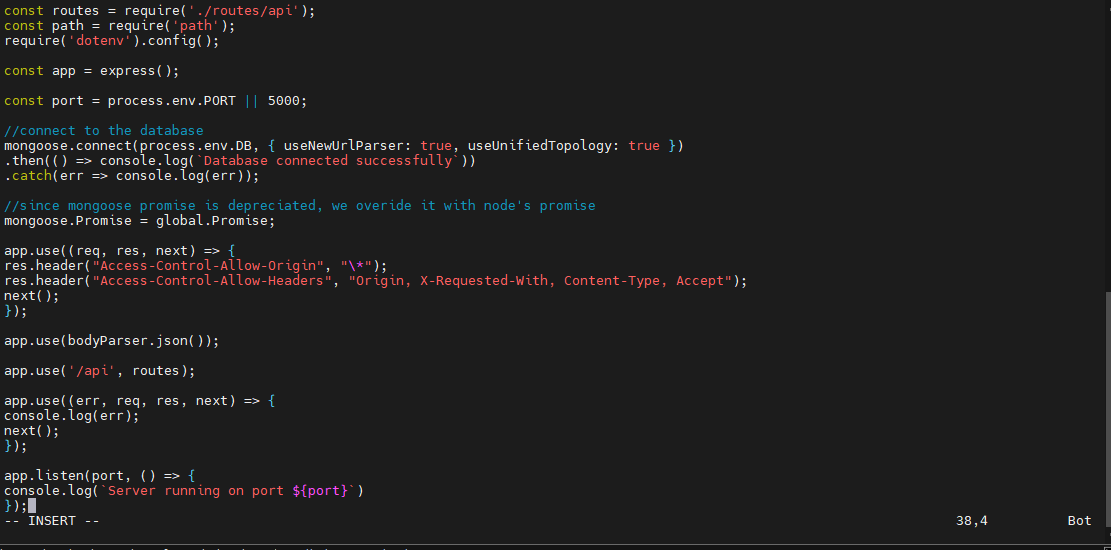 const routes = require('./routes/api');
const path = require('path');
require('dotenv').config();
const app = express();
const port = process.env.PORT || 5000;
//connect to the database
mongoose.connect(process.env.DB, { useNewUrlParser: true, useUnifiedTopology: true })
.then(() => console.log(`Database connected successfully`))
.catch(err => console.log(err));
//since mongoose promise is depreciated, we overide it with node's promise
mongoose.Promise = global.Promise;
app.use((req, res, next) => {
res.header("Access-Control-Allow-Origin", "\*");
res.header("Access-Control-Allow-Headers", "Origin, X-Requested-With, Content-Type, Accept");
next();
});
app.use(bodyParser.json());
app.use('/api', routes);
app.use((err, req, res, next) => {
console.log(err);
next();
});
app.listen(port, () => {
console.log(`Server running on port ${port}`)
});
-- INSERT -- 38,4 Bot